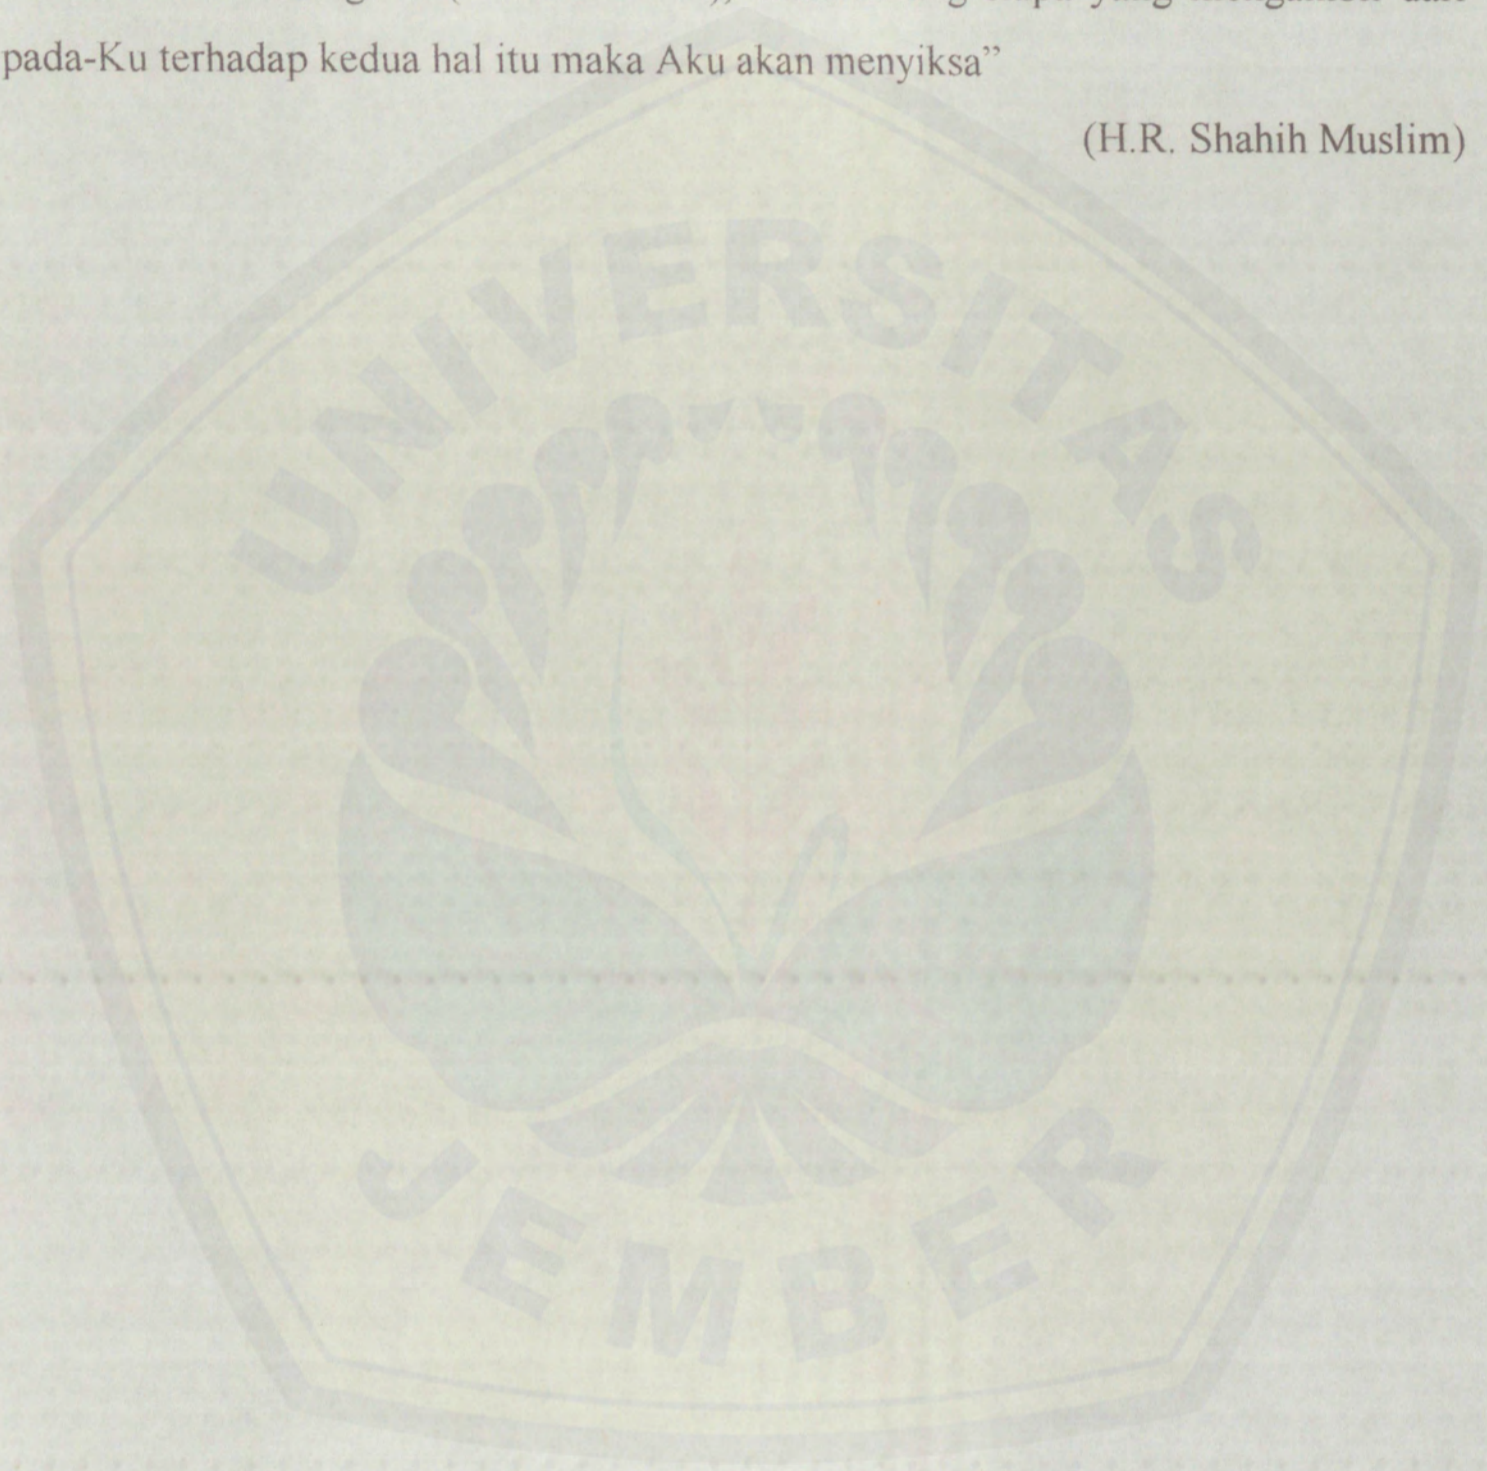 pada-Ku terhadap kedua hal itu maka Aku akan menyiksa”
(H.R. Shahih Muslim)
UNIVERSITAS
JEMBER